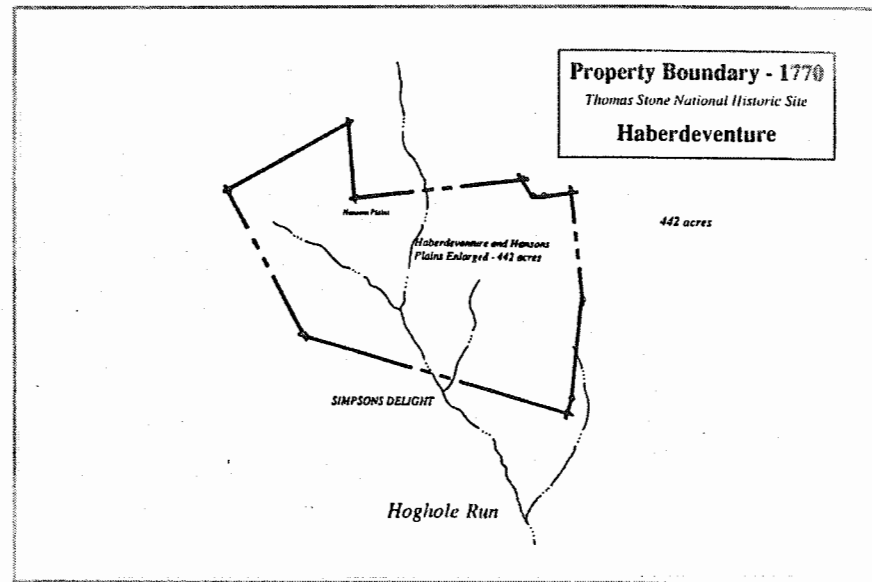 Property Boundary - 1770
Thomas Stone National Historic Site
Haberdeventure
442 acres
Hansons Plains
Haberdeventure and Hansons
Plains Enlarged - 442 acres
SIMPSONS DELIGHT
Hoghole Run